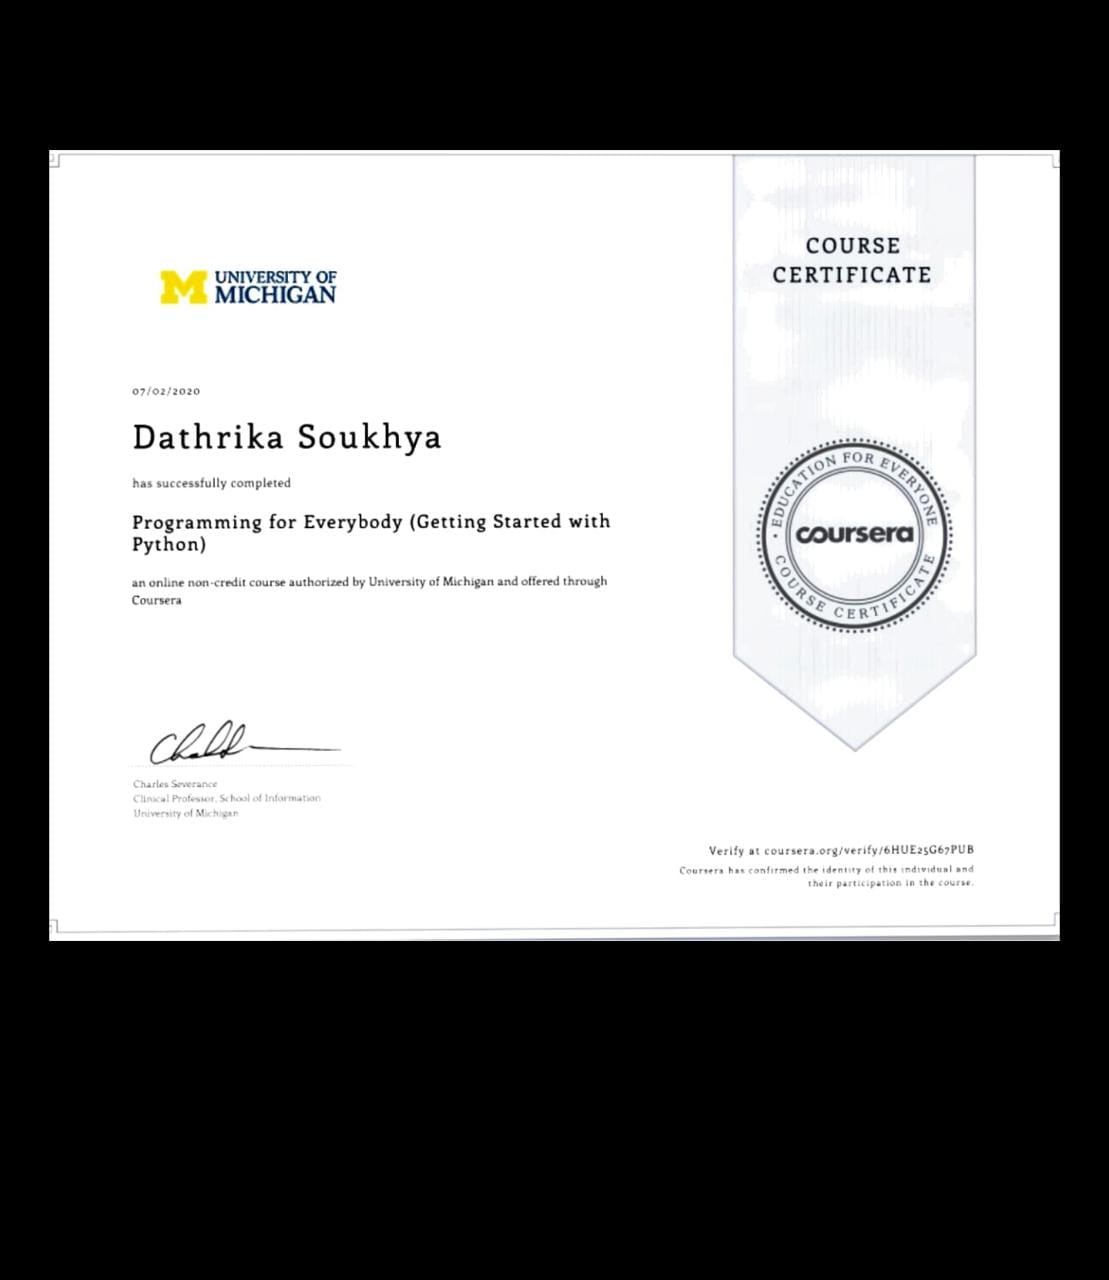 UNIVERSITY OF
MICHIGAN
COURSE
CERTIFICATE
07/02/2020
Dathrika Soukhya
has successfully completed
Programming for Everybody (Getting Started with
Python)
an online non-credit course authorized by University of Michigan and offered through
Coursera
EDUCATION FOR EVERYONE
coursera
COURSE CERTIFICATE
Charles Severance
Clinical Professor, School of Information
University of Michigan
Verify at coursera.org/verify/6HUE25G67PUB
Coursera has confirmed the identity of this individual and
their participation in the course.